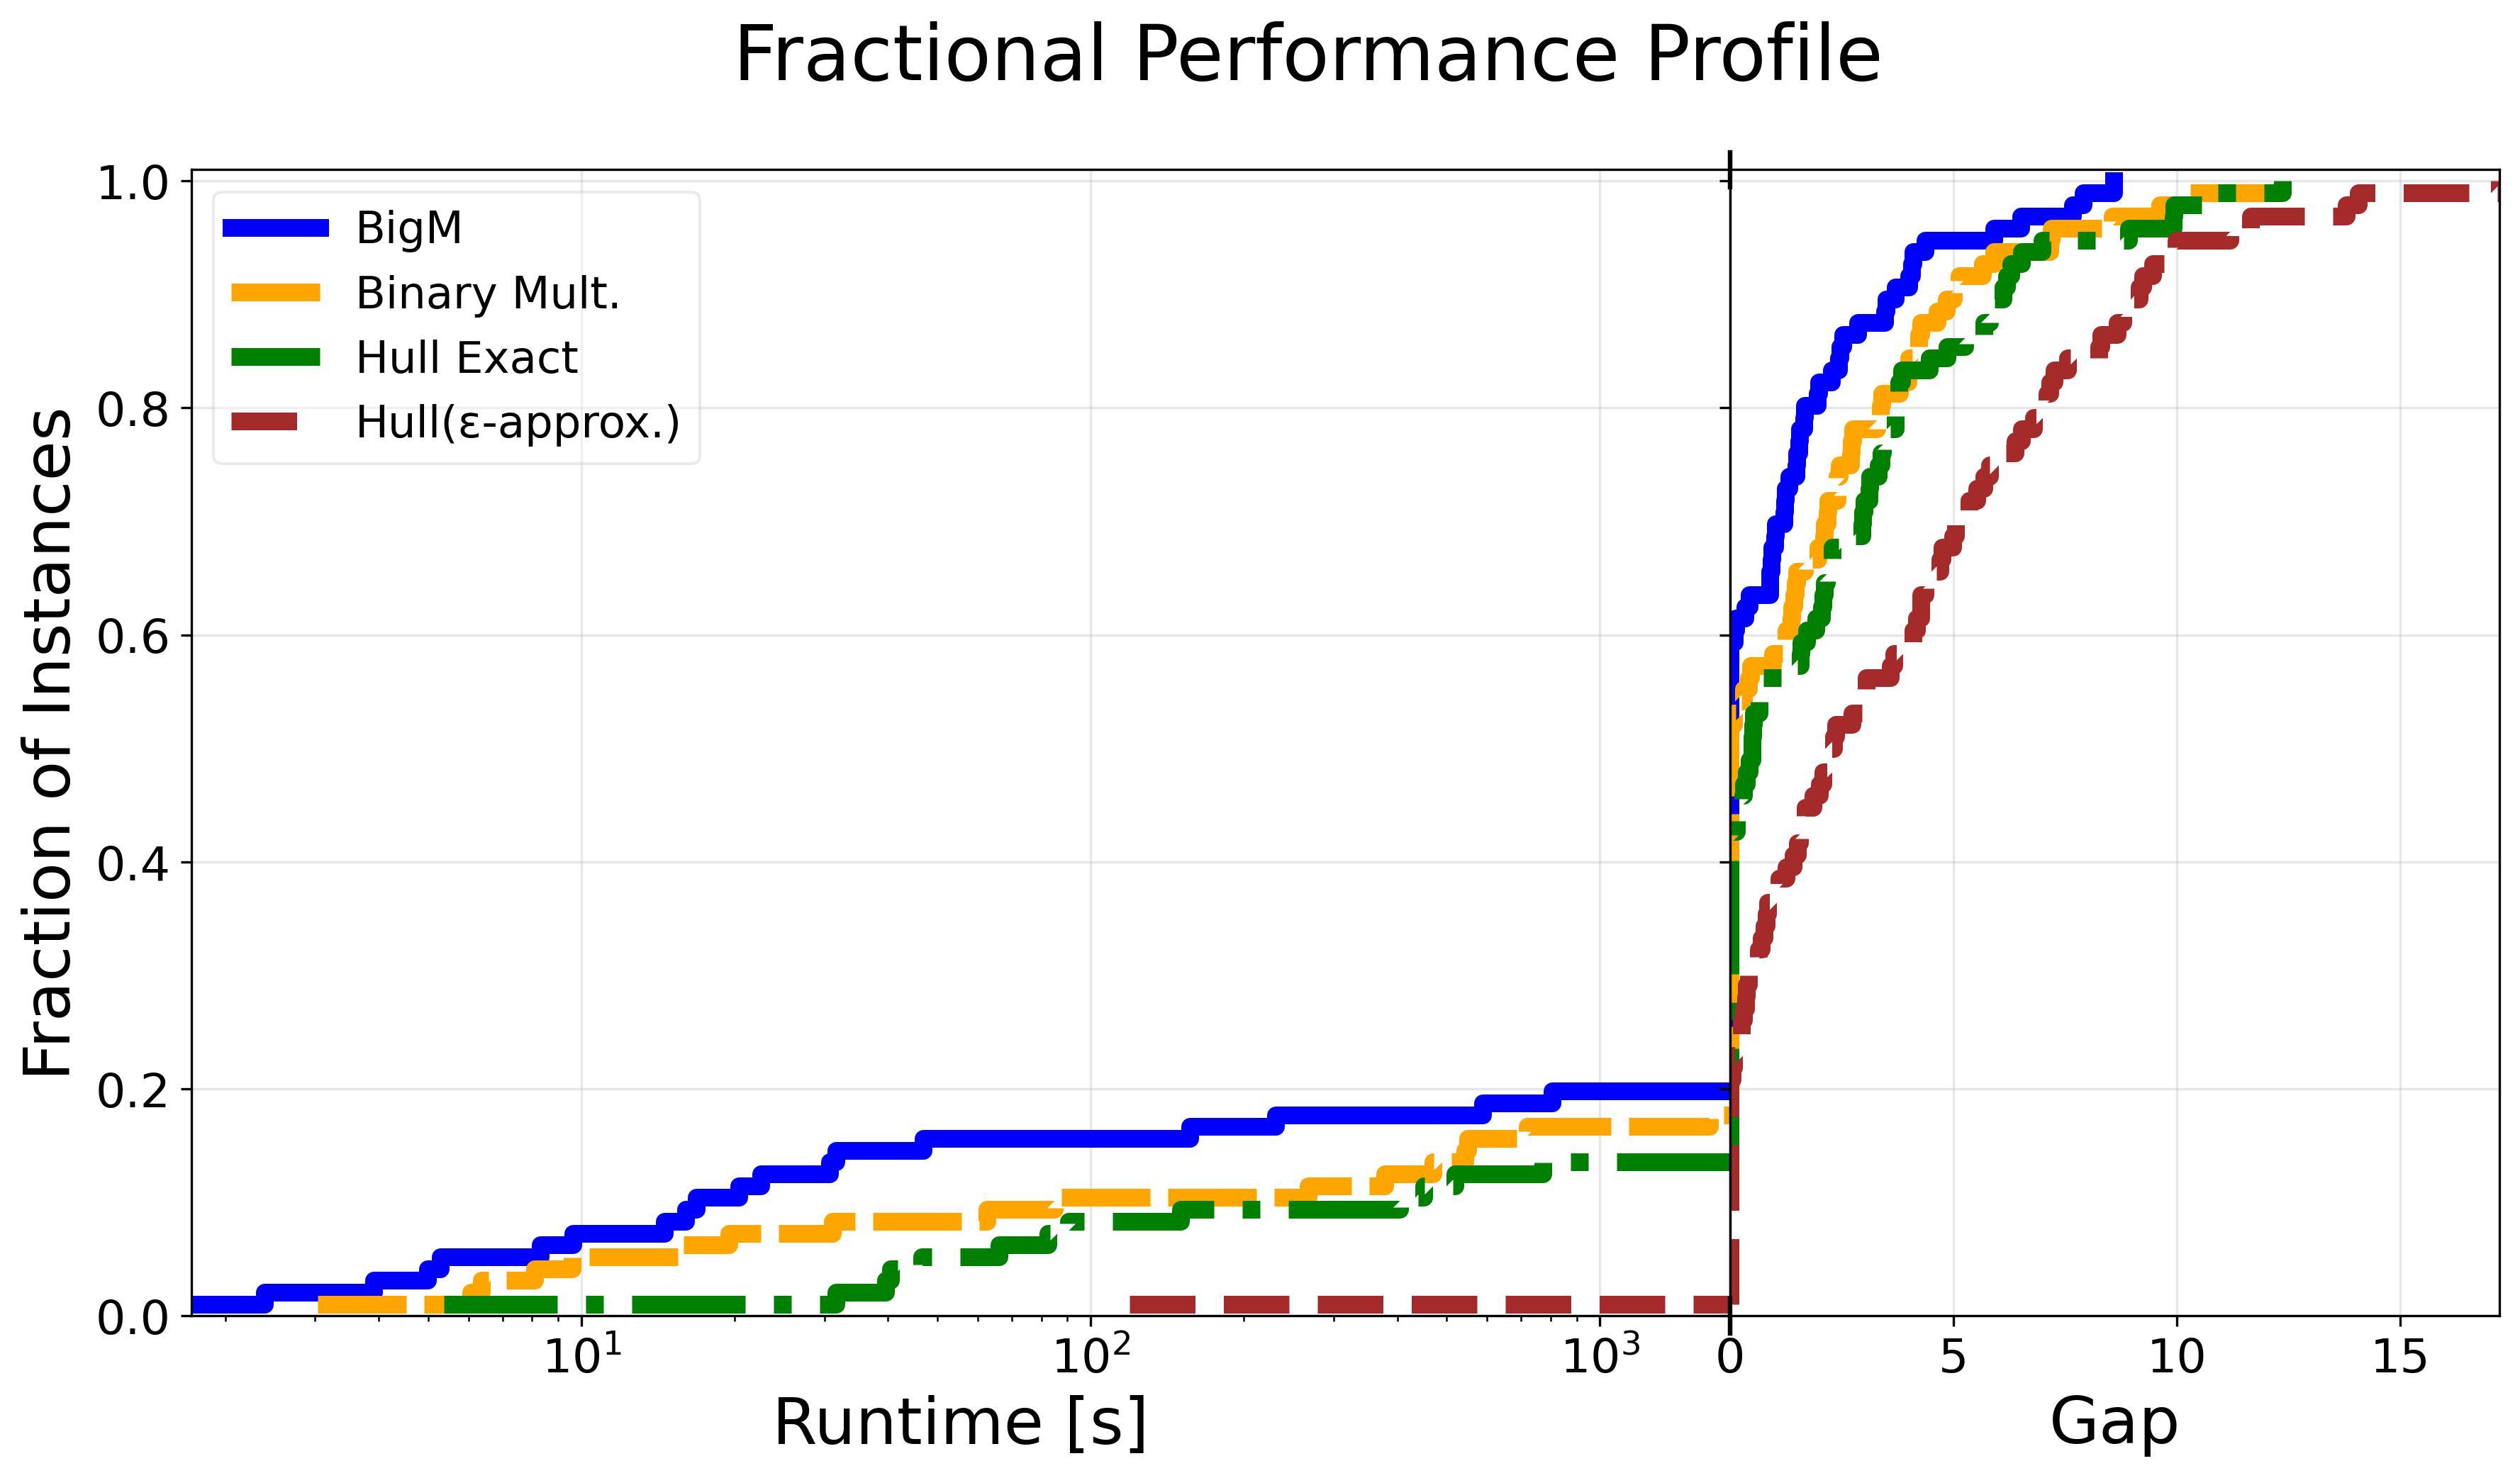 Fractional Performance Profile
Fraction of Instances
1.0
0.8
0.6
0.4
0.2
0.0
BigM
Binary Mult.
Hull Exact
Hull(ε-approx.)
10¹ 10² 10³ 0 5 10 15
Runtime [s] Gap